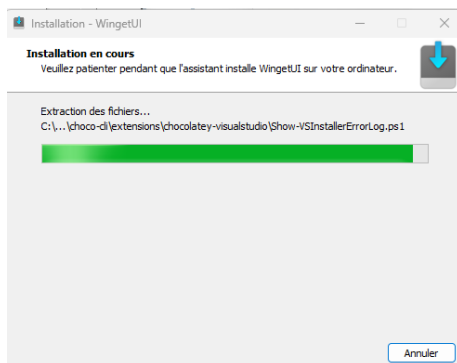 Installation - WingetUI
Installation en cours
Veuillez patienter pendant que l'assistant installe WingetUI sur votre ordinateur.
Extraction des fichiers...
C:\...\choco-cli\extensions\chocolatey-visualstudio\Show-VSInstallerErrorLog.ps1
Annuler